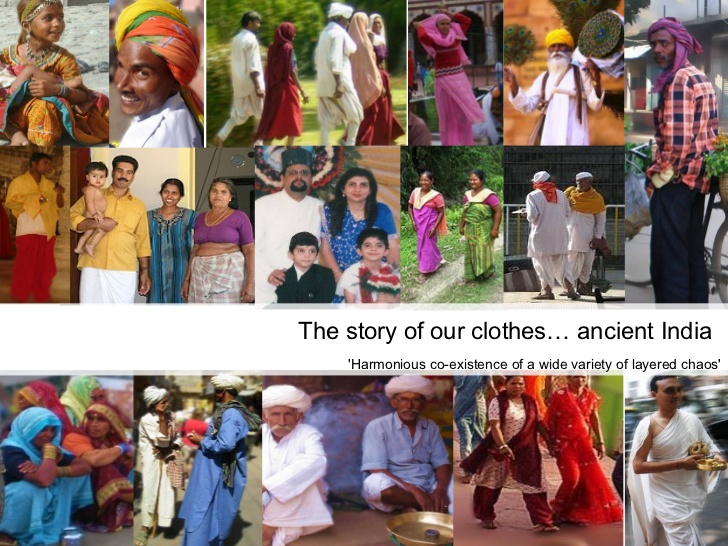 The story of our clothes… ancient India
'Harmonious co-existence of a wide variety of layered chaos'